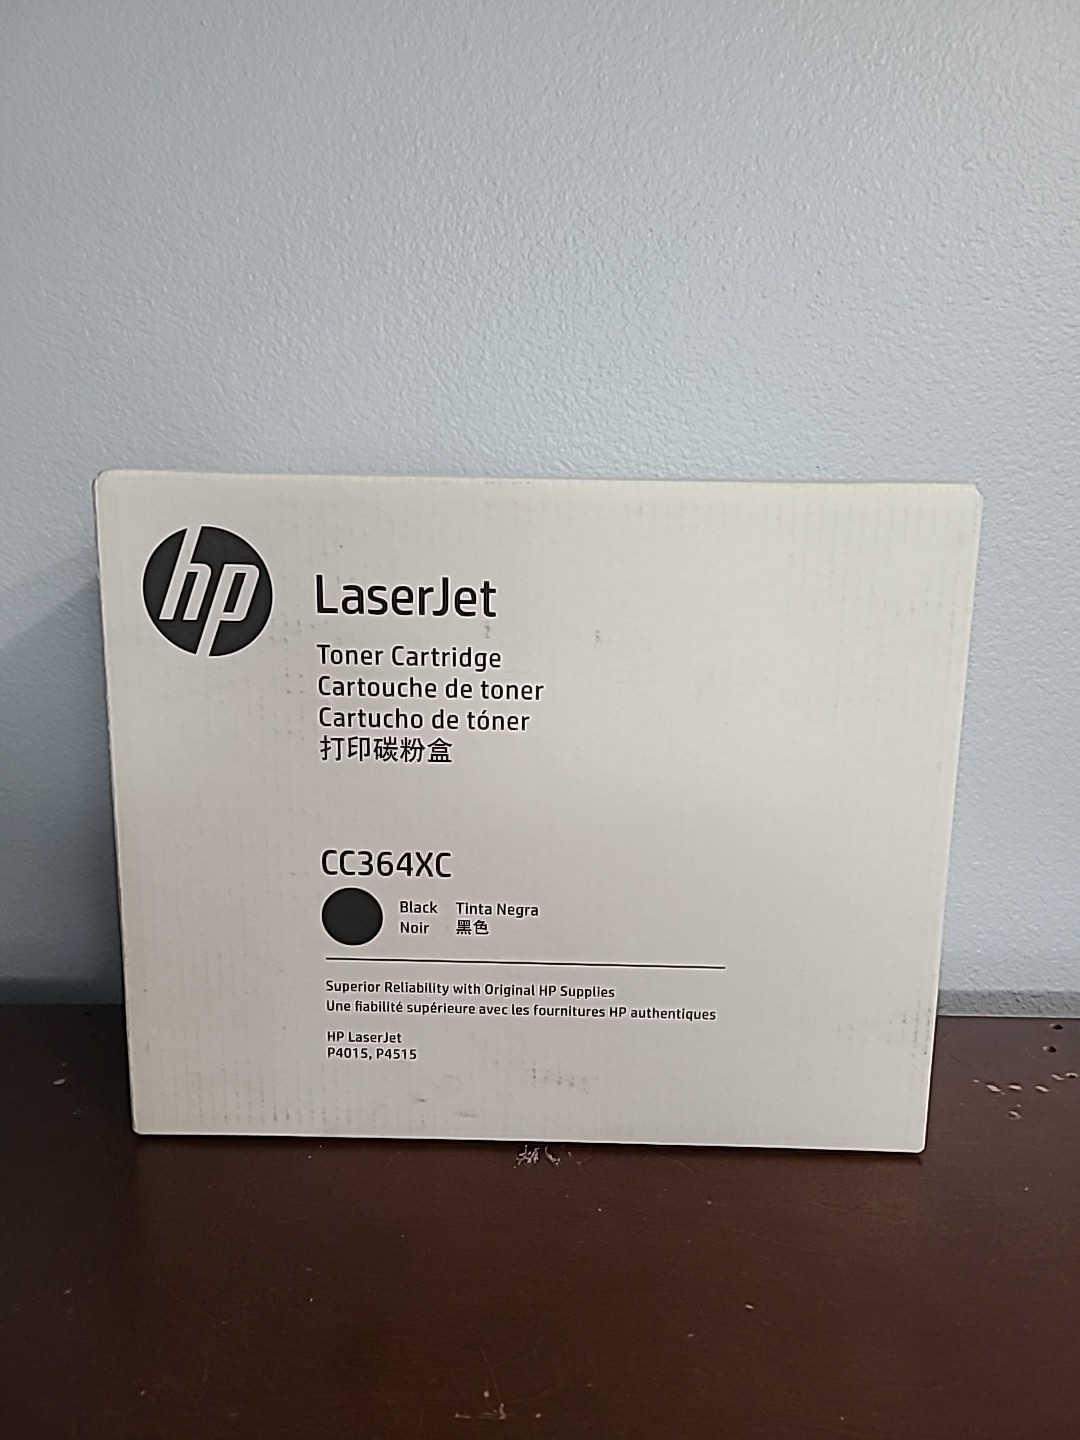 hp
LaserJet
Toner Cartridge
Cartouche de toner
Cartucho de tóner
打印碳粉盒
CC364XC
Black Tinta Negra
Noir 黑色
Superior Reliability with Original HP Supplies
Une fiabilité supérieure avec les fournitures HP authentiques
HP LaserJet
P4015, P4515